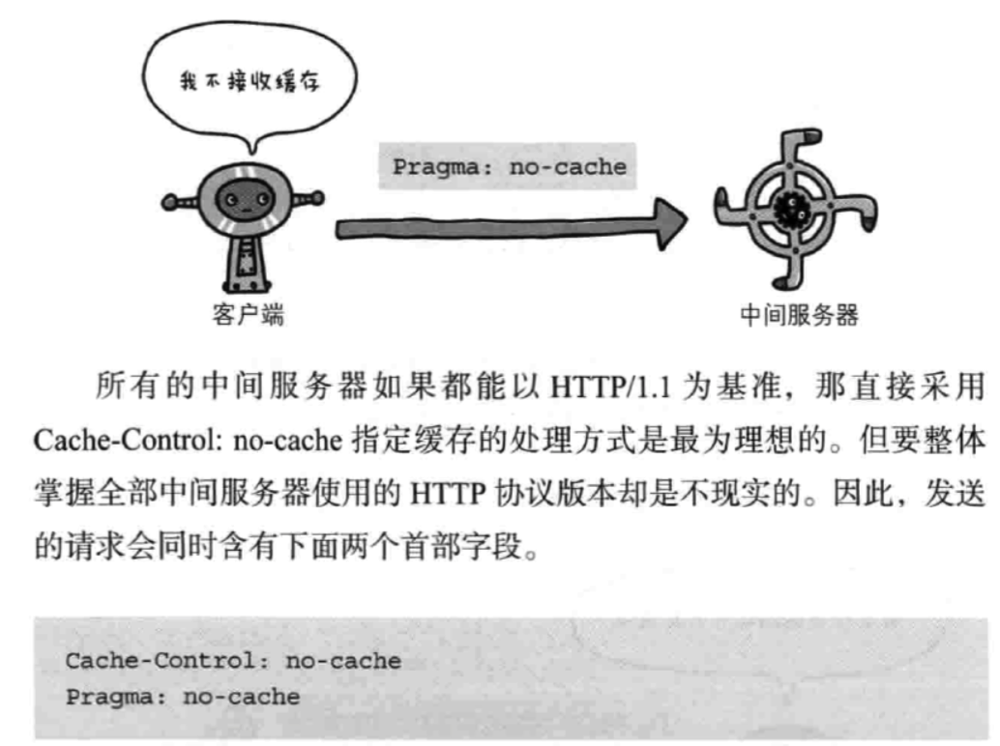 我不接收缓存
Pragma: no-cache
客户端
中间服务器
所有的中间服务器如果都能以 HTTP/1.1 为基准，那直接采用
Cache-Control: no-cache 指定缓存的处理方式是最为理想的。但要整体
掌握全部中间服务器使用的 HTTP 协议版本却是不现实的。因此，发送
的请求会同时含有下面两个首部字段。
Cache-Control: no-cache
Pragma: no-cache